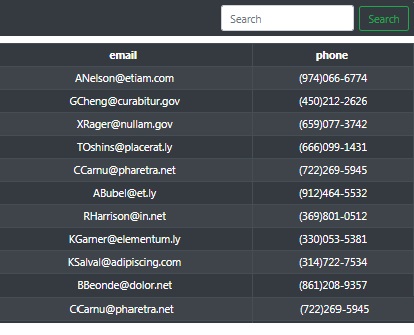 Search Search
email phone
ANelson@etiam.com (974)066-6774
GCheng@curabitur.gov (450)212-2626
XRager@nullam.gov (659)077-3742
TOshins@placerat.ly (666)099-1431
CCarnu@pharetra.net (722)269-5945
ABubel@et.ly (912)464-5532
RHarrison@in.net (369)801-0512
KGarner@elementum.ly (330)053-5381
KSalval@adipiscing.com (314)722-7534
BBeonde@dolor.net (861)208-9357
CiCarnu@pharetra.net (722)269-5945